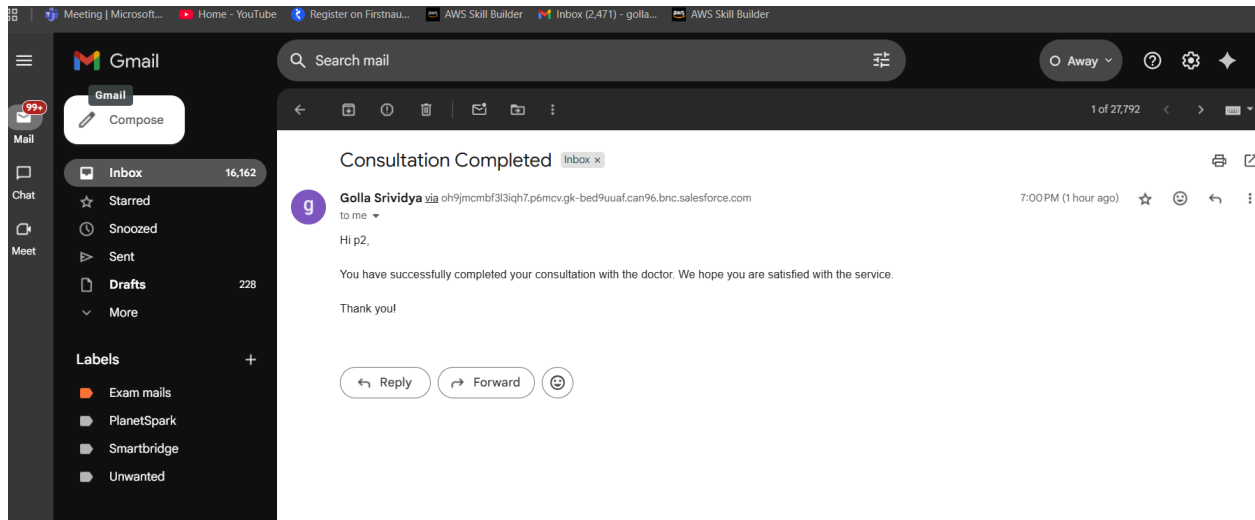 Meeting | Microsoft...
Home - YouTube
Register on Firstnau...
aws
AWS Skill Builder
Inbox (2,471) - golla...
aws
AWS Skill Builder
Gmail
Search mail
Away
Gmail
99+
Compose
1 of 27,792
Mail
Consultation Completed Inbox ×
Inbox 16,162
Chat
Starred
g
Golla Srividya via oh9jmcmbf3l3iqh7.p6mcv.gk-bed9uuaf.can96.bnc.salesforce.com
7:00 PM (1 hour ago)
to me
Snoozed
Hi p2,
Meet
Sent
You have successfully completed your consultation with the doctor. We hope you are satisfied with the service.
Drafts 228
Thank you!
More
Labels +
Reply
Forward
Exam mails
PlanetSpark
Smartbridge
Unwanted